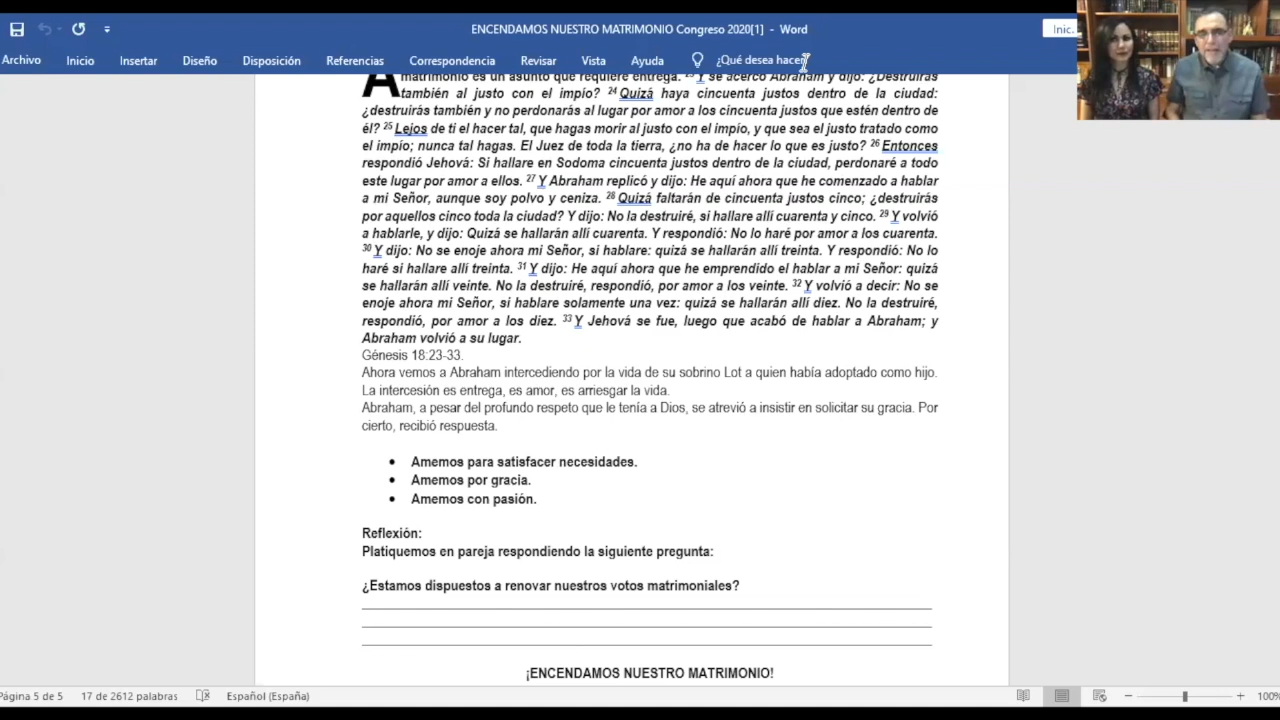 ENCENDAMOS NUESTRO MATRIMONIO Congreso 2020[1] - Word
Inic.
Archivo Inicio Insertar Diseño Disposición Referencias Correspondencia Revisar Vista Ayuda ¿Qué desea hacer
A matrimonio es un asunto que requiere entrega. 23 Y se acercó Abraham y dijo: ¿Destruirás
también al justo con el impío? 24 Quizá haya cincuenta justos dentro de la ciudad:
¿destruirás también y no perdonarás al lugar por amor a los cincuenta justos que estén dentro de
él? 25 Lejos de ti el hacer tal, que hagas morir al justo con el impío, y que sea el justo tratado como
el impío; nunca tal hagas. El Juez de toda la tierra, ¿no ha de hacer lo que es justo? 26 Entonces
respondió Jehová: Si hallare en Sodoma cincuenta justos dentro de la ciudad, perdonaré a todo
este lugar por amor a ellos. 27 Y Abraham replicó y dijo: He aquí ahora que he comenzado a hablar
a mi Señor, aunque soy polvo y ceniza. 28 Quizá faltarán de cincuenta justos cinco; ¿destruirás
por aquellos cinco toda la ciudad? Y dijo: No la destruiré, si hallare allí cuarenta y cinco. 29 Y volvió
a hablarle, y dijo: Quizá se hallarán allí cuarenta. Y respondió: No lo haré por amor a los cuarenta.
30 Y dijo: No se enoje ahora mi Señor, si hablare: quizá se hallarán allí treinta. Y respondió: No lo
haré si hallare allí treinta. 31 Y dijo: He aquí ahora que he emprendido el hablar a mi Señor: quizá
se hallarán allí veinte. No la destruiré, respondió, por amor a los veinte. 32 Y volvió a decir: No se
enoje ahora mi Señor, si hablare solamente una vez: quizá se hallarán allí diez. No la destruiré,
respondió, por amor a los diez. 33 Y Jehová se fue, luego que acabó de hablar a Abraham; y
Abraham volvió a su lugar.
Génesis 18:23-33.
Ahora vemos a Abraham intercediendo por la vida de su sobrino Lot a quien había adoptado como hijo.
La intercesión es entrega, es amor, es arriesgar la vida.
Abraham, a pesar del profundo respeto que le tenía a Dios, se atrevió a insistir en solicitar su gracia. Por
cierto, recibió respuesta.
• Amemos para satisfacer necesidades.
• Amemos por gracia.
• Amemos con pasión.
Reflexión:
Platiquemos en pareja respondiendo la siguiente pregunta:
¿Estamos dispuestos a renovar nuestros votos matrimoniales?
¡ENCENDAMOS NUESTRO MATRIMONIO!
Página 5 de 5 17 de 2612 palabras Español (España) 100%